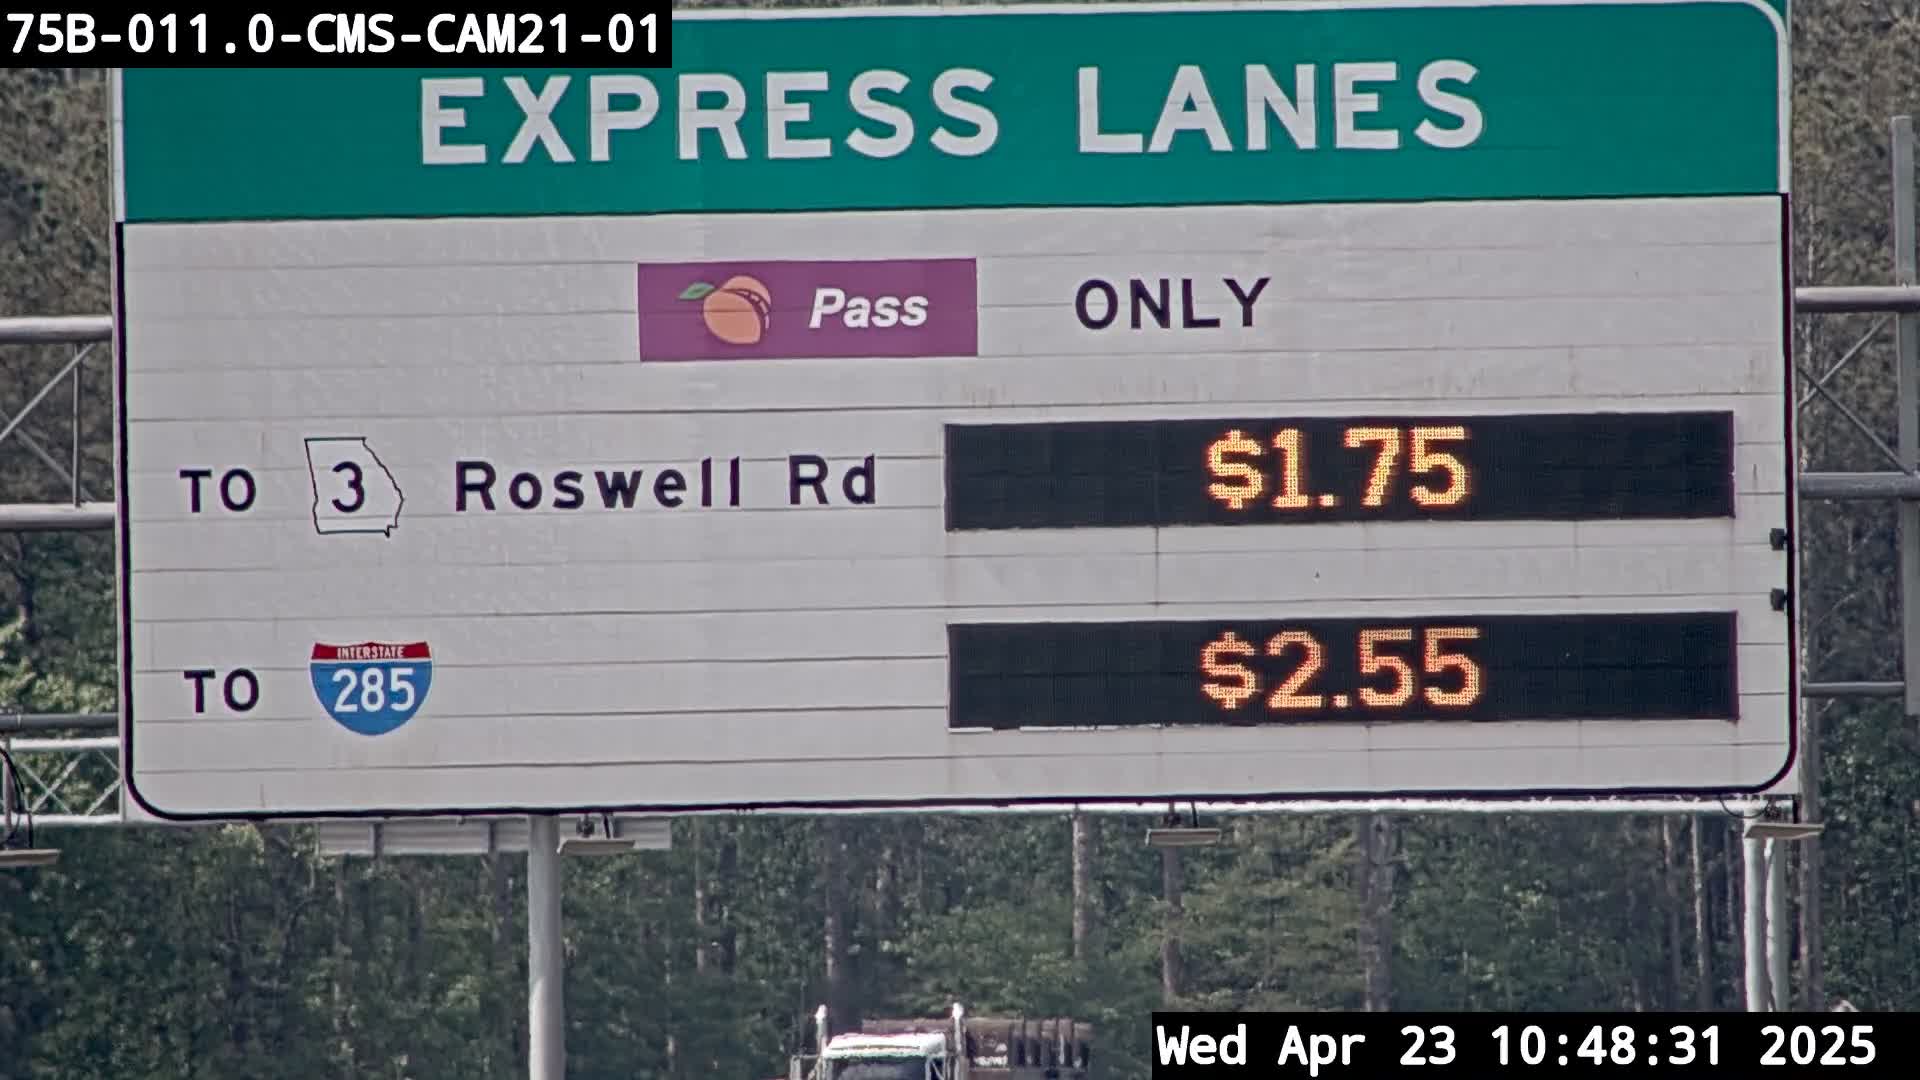 75B-011.0-CMS-CAM21-01
EXPRESS LANES
Pass ONLY
TO 3 Roswell Rd $1.75
INTERSTATE
TO 285 $2.55
Wed Apr 23 10:48:31 2025